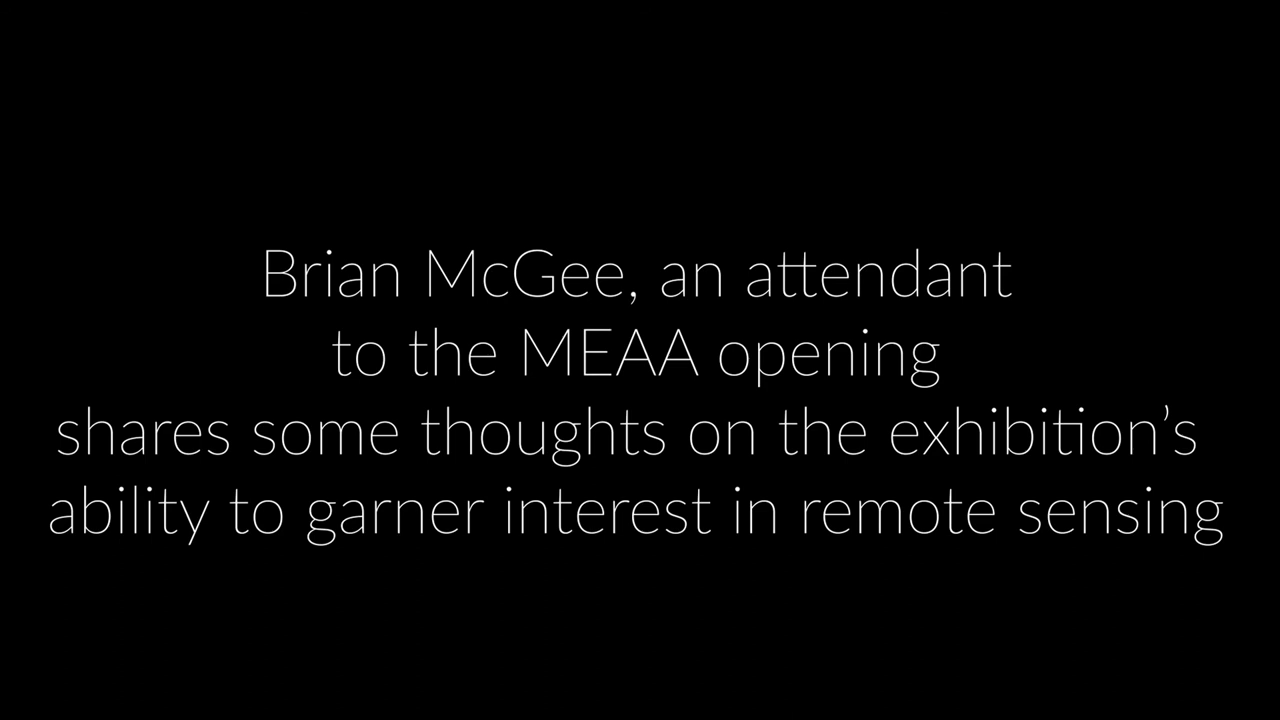 Brian McGee, an attendant
to the MEAA opening
shares some thoughts on the exhibition’s
ability to garner interest in remote sensing